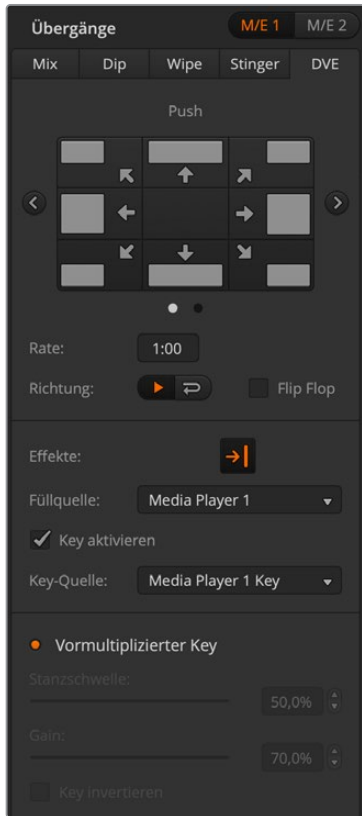 Übergänge M/E 1 M/E 2
Mix Dip Wipe Stinger DVE
Push
Rate: 1:00
Richtung: Flip Flop
Effekte:
Füllquelle: Media Player 1
Key aktivieren
Key-Quelle: Media Player 1 Key
Vormultiplizierter Key
Stanzschwelle:
50,0%
Gain:
70,0%
Key invertieren